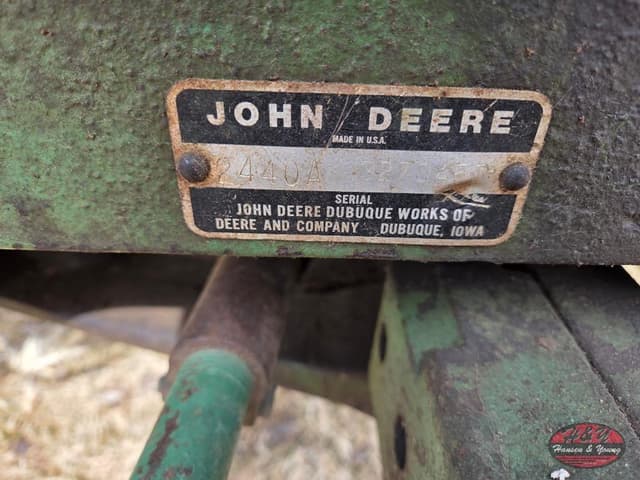 JOHN DEERE
MADE IN U.S.A.
2440A
SERIAL
JOHN DEERE DUBUQUE WORKS OF
DEERE AND COMPANY DUBUQUE, IOWA
H&Y
Hansen & Young